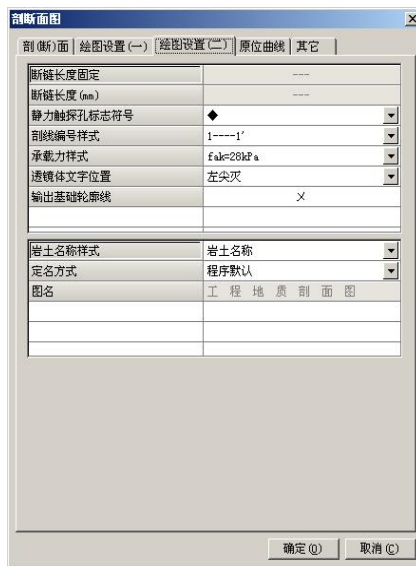 剖断面图
剖(断)面 绘图设置(一) 绘图设置(二) 原位曲线 其它
断链长度固定 ---
断链长度(mm) ---
静力触探孔标志符号 ◆
剖线编号样式 1----1′
承载力样式 fak=28kPa
透镜体文字位置 左尖灭
输出基础轮廓线 ×
岩土名称样式 岩土名称
定名方式 程序默认
图名 工 程 地 质 剖 面 图
确定(O) 取消(C)